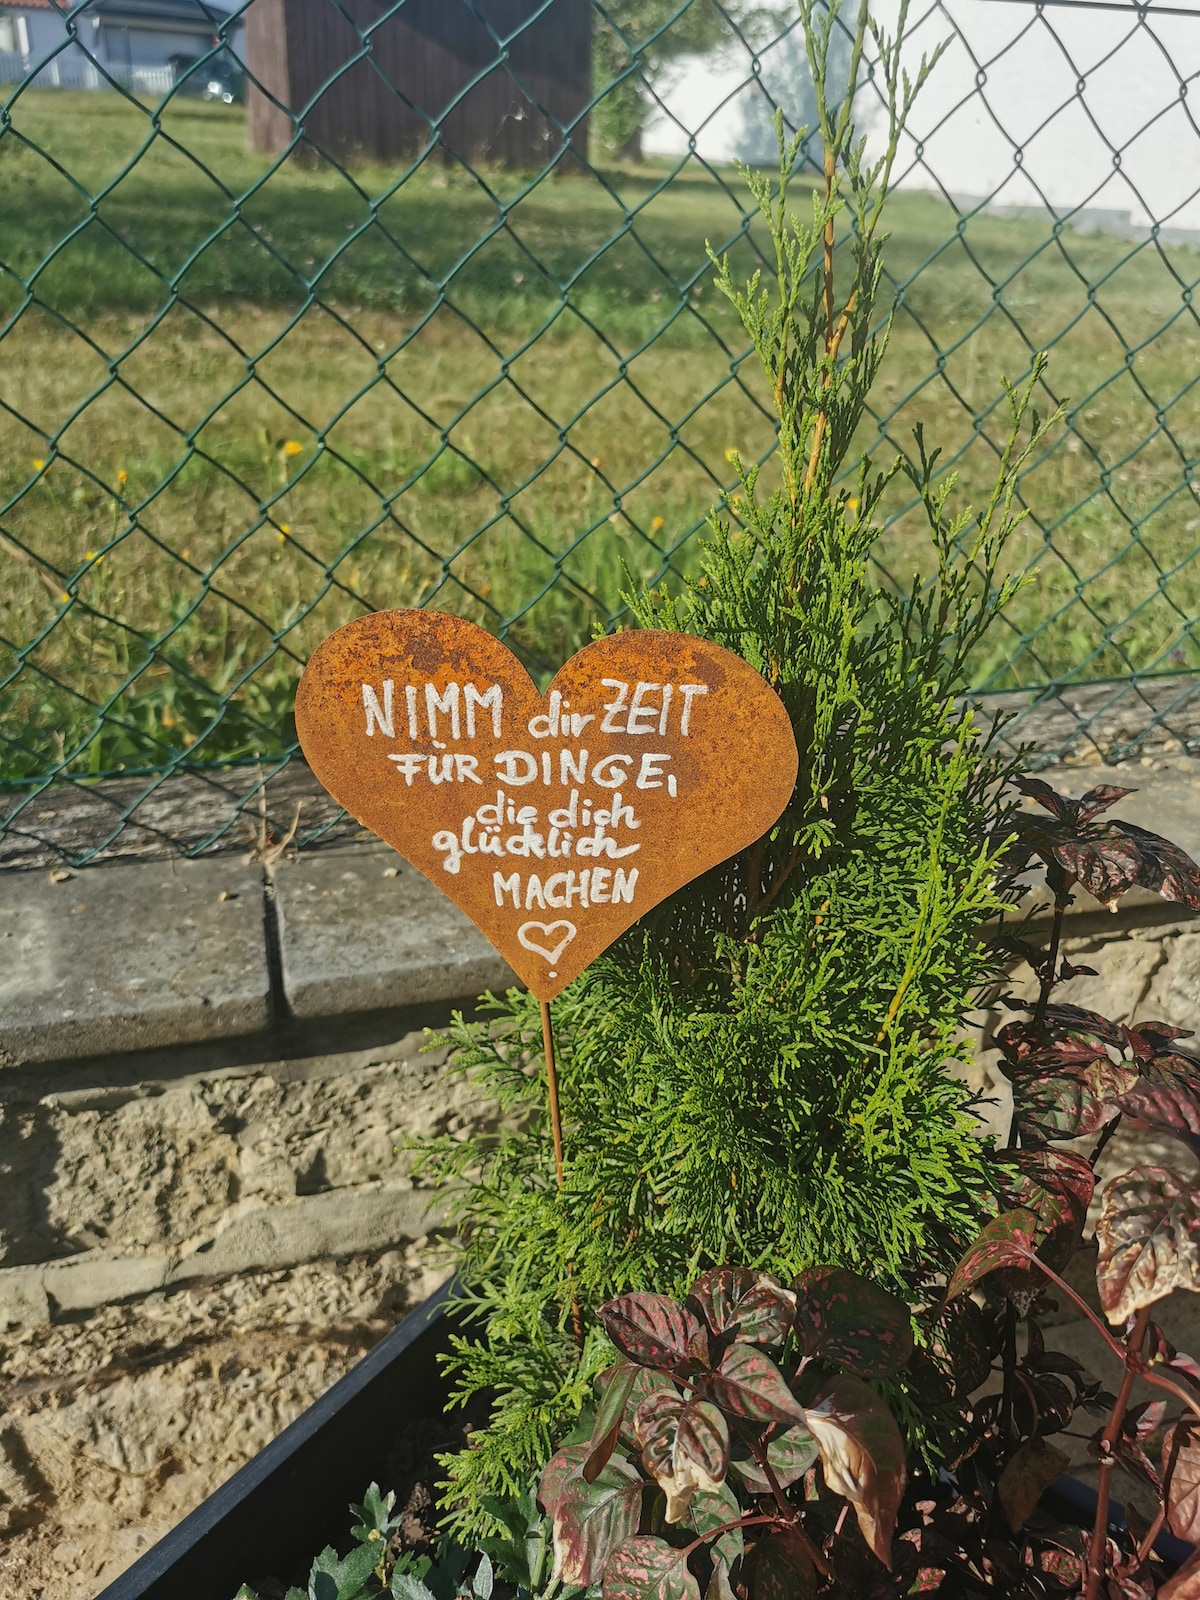 NIMM dir ZEIT
FÜR DINGE,
die dich
glücklich
MACHEN